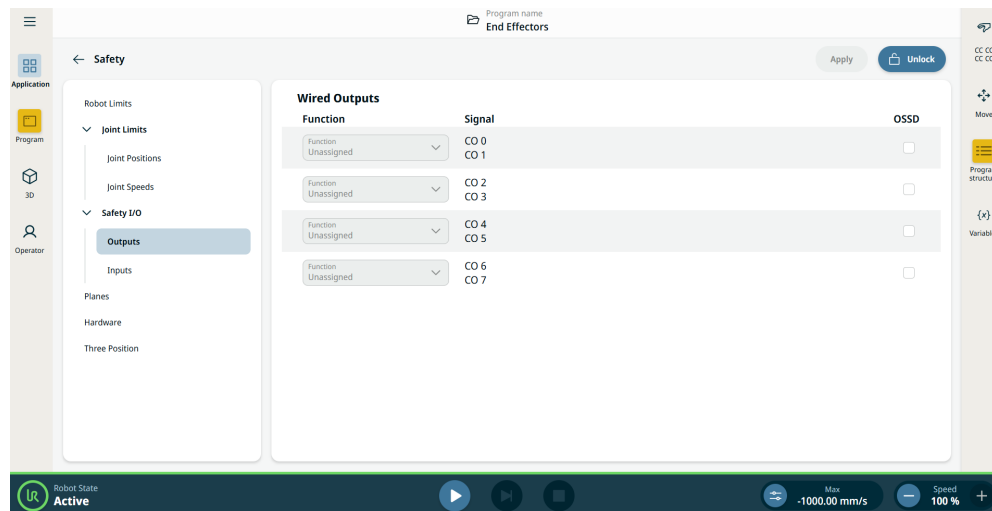 Program name
End Effectors
Safety
Apply
Unlock
Application
Program
3D
Operator
Robot Limits
Joint Limits
Joint Positions
Joint Speeds
Safety I/O
Outputs
Inputs
Planes
Hardware
Three Position
Wired Outputs
Function Signal OSSD
Function
Unassigned
CO 0
CO 1
Function
Unassigned
CO 2
CO 3
Function
Unassigned
CO 4
CO 5
Function
Unassigned
CO 6
CO 7
Move
{x}
Robot State
Active
Max
-1000.00 mm/s
Speed
100 %